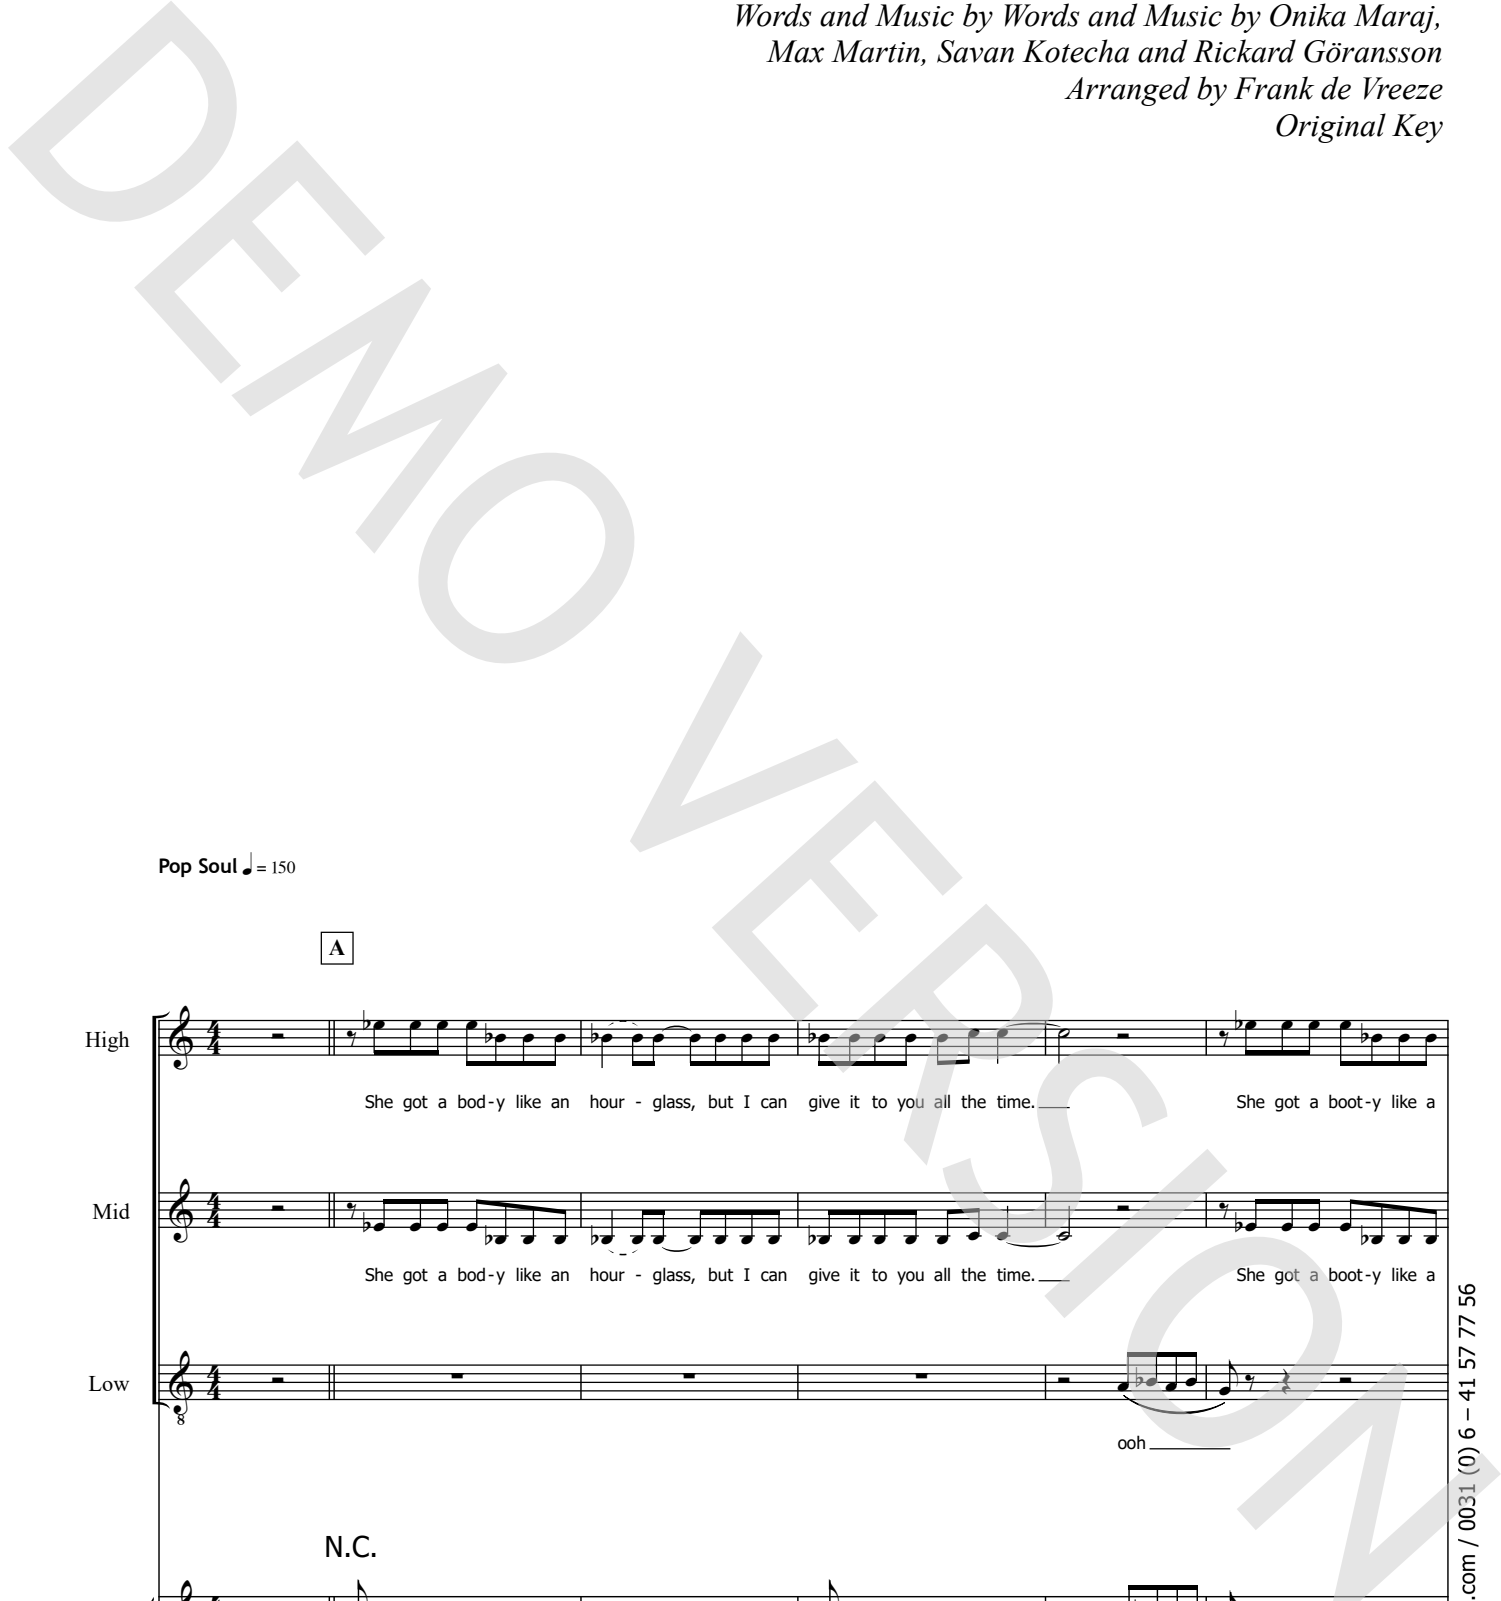 Words and Music by Words and Music by Onika Maraj,
Max Martin, Savan Kotecha and Rickard Göransson
Arranged by Frank de Vreeze
Original Key
DEMO VERSION
Pop Soul ♩ = 150
A
High
She got a bod-y like an hour - glass, but I can give it to you all the time. She got a boot-y like a
Mid
She got a bod-y like an hour - glass, but I can give it to you all the time. She got a boot-y like a
Low
8
ooh
N.C.
.com / 0031 (0) 6 – 41 57 77 56